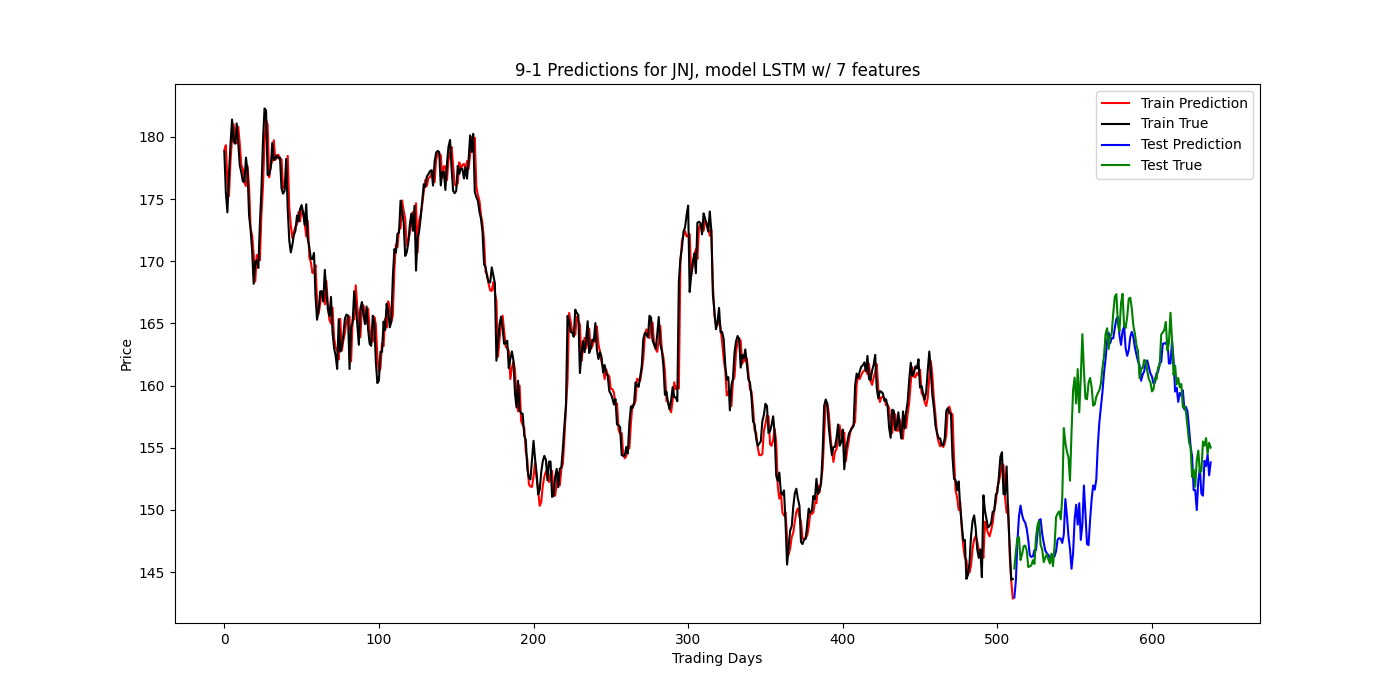 9-1 Predictions for JNJ, model LSTM w/ 7 features
Train Prediction
Train True
Test Prediction
Test True
180
175
170
165
160
155
150
145
Price
0 100 200 300 400 500 600
Trading Days